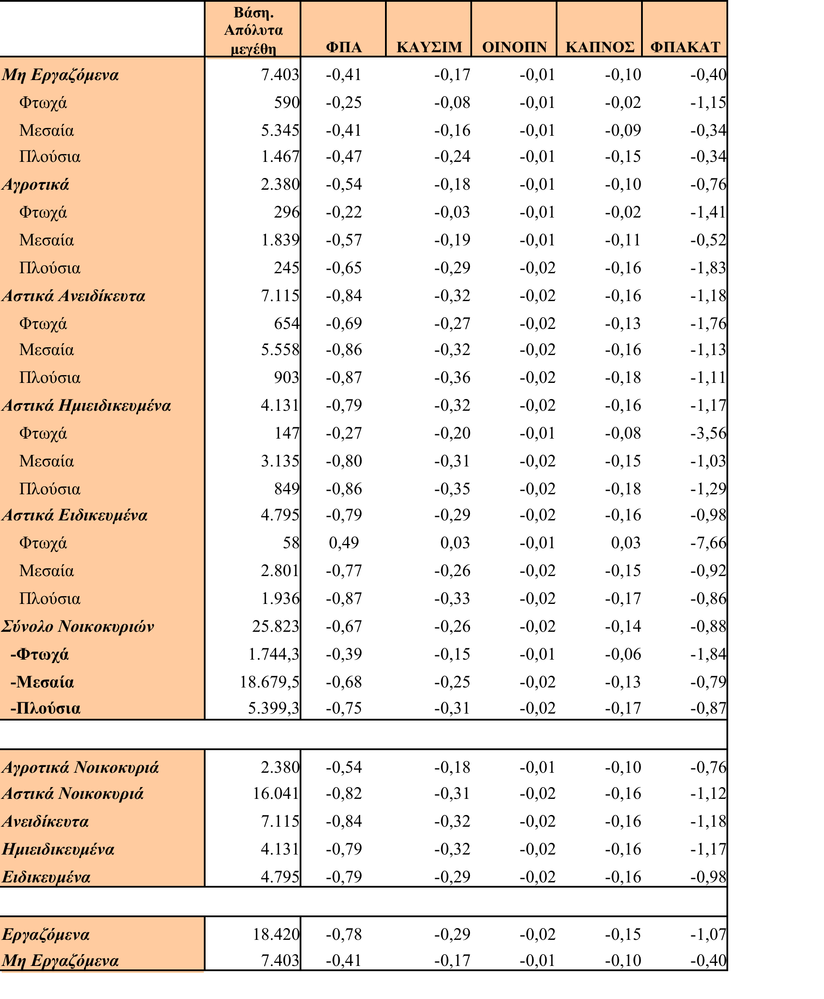 Βάση.
Απόλυτα
μεγέθη ΦΠΑ ΚΑΥΣΙΜ ΟΙΝΟΠΝ ΚΑΠΝΟΣ ΦΠΑΚΑΤ
Μη Εργαζόμενα 7.403 -0,41 -0,17 -0,01 -0,10 -0,40
Φτωχά 590 -0,25 -0,08 -0,01 -0,02 -1,15
Μεσαία 5.345 -0,41 -0,16 -0,01 -0,09 -0,34
Πλούσια 1.467 -0,47 -0,24 -0,01 -0,15 -0,34
Αγροτικά 2.380 -0,54 -0,18 -0,01 -0,10 -0,76
Φτωχά 296 -0,22 -0,03 -0,01 -0,02 -1,41
Μεσαία 1.839 -0,57 -0,19 -0,01 -0,11 -0,52
Πλούσια 245 -0,65 -0,29 -0,02 -0,16 -1,83
Αστικά Ανειδίκευτα 7.115 -0,84 -0,32 -0,02 -0,16 -1,18
Φτωχά 654 -0,69 -0,27 -0,02 -0,13 -1,76
Μεσαία 5.558 -0,86 -0,32 -0,02 -0,16 -1,13
Πλούσια 903 -0,87 -0,36 -0,02 -0,18 -1,11
Αστικά Ημιειδικευμένα 4.131 -0,79 -0,32 -0,02 -0,16 -1,17
Φτωχά 147 -0,27 -0,20 -0,01 -0,08 -3,56
Μεσαία 3.135 -0,80 -0,31 -0,02 -0,15 -1,03
Πλούσια 849 -0,86 -0,35 -0,02 -0,18 -1,29
Αστικά Ειδικευμένα 4.795 -0,79 -0,29 -0,02 -0,16 -0,98
Φτωχά 58 0,49 0,03 -0,01 0,03 -7,66
Μεσαία 2.801 -0,77 -0,26 -0,02 -0,15 -0,92
Πλούσια 1.936 -0,87 -0,33 -0,02 -0,17 -0,86
Σύνολο Νοικοκυριών 25.823 -0,67 -0,26 -0,02 -0,14 -0,88
-Φτωχά 1.744,3 -0,39 -0,15 -0,01 -0,06 -1,84
-Μεσαία 18.679,5 -0,68 -0,25 -0,02 -0,13 -0,79
-Πλούσια 5.399,3 -0,75 -0,31 -0,02 -0,17 -0,87
Αγροτικά Νοικοκυριά 2.380 -0,54 -0,18 -0,01 -0,10 -0,76
Αστικά Νοικοκυριά 16.041 -0,82 -0,31 -0,02 -0,16 -1,12
Ανειδίκευτα 7.115 -0,84 -0,32 -0,02 -0,16 -1,18
Ημιειδικευμένα 4.131 -0,79 -0,32 -0,02 -0,16 -1,17
Ειδικευμένα 4.795 -0,79 -0,29 -0,02 -0,16 -0,98
Εργαζόμενα 18.420 -0,78 -0,29 -0,02 -0,15 -1,07
Μη Εργαζόμενα 7.403 -0,41 -0,17 -0,01 -0,10 -0,40